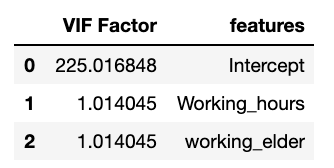 VIF Factor features
0 225.016848 Intercept
1 1.014045 Working_hours
2 1.014045 working_elder